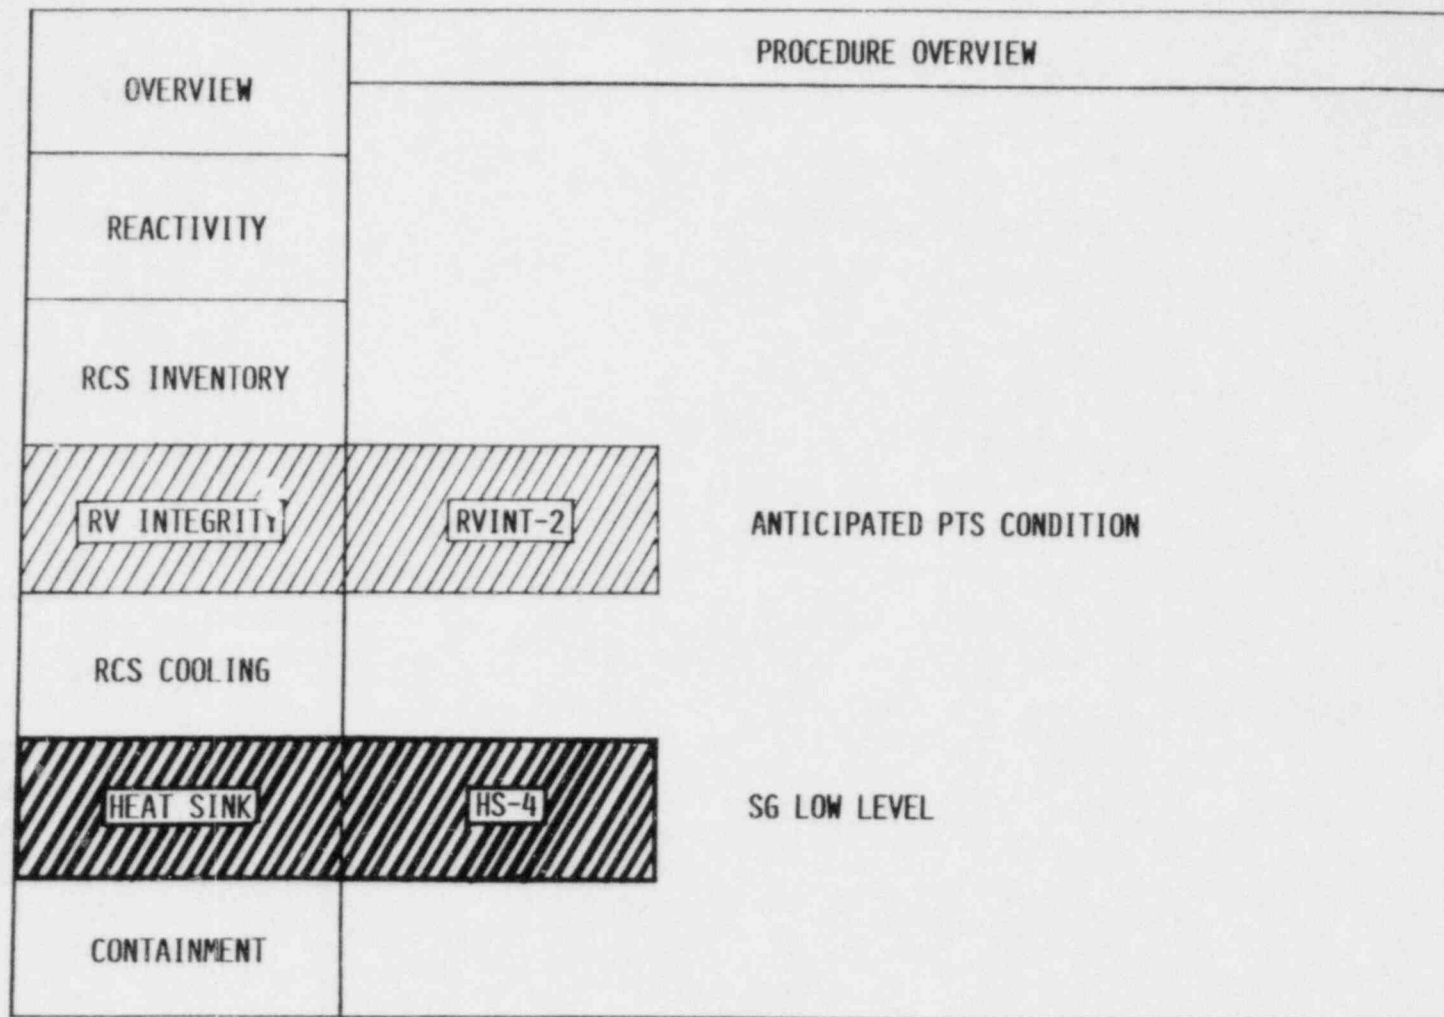 PROCEDURE OVERVIEW
OVERVIEW
REACTIVITY
RCS INVENTORY
RV INTEGRITY RVINT-2 ANTICIPATED PTS CONDITION
RCS COOLING
HEAT SINK HS-4 SG LOW LEVEL
CONTAINMENT